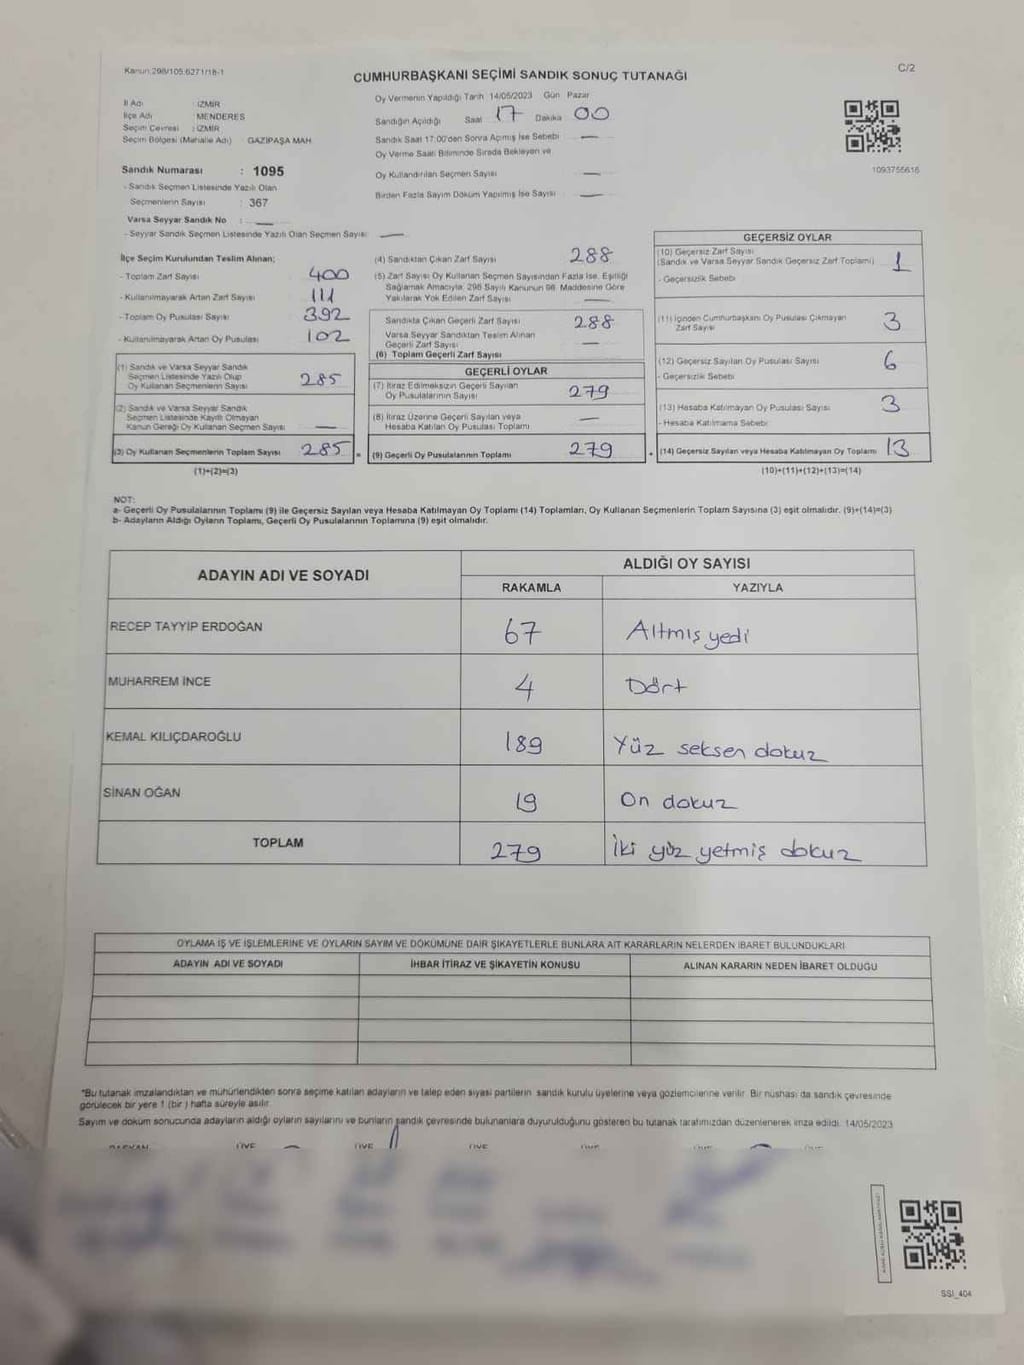 Kanun 298/105.6271/18-1
CUMHURBAŞKANI SEÇİMİ SANDIK SONUÇ TUTANAĞI
C/2
İl Adı : İZMİR
İlçe Adı : MENDERES
Seçim Çevresi : İZMİR
Seçim Bölgesi (Mahalle Adı) : GAZİPAŞA MAH
Sandık Numarası : 1095
- Sandık Seçmen Listesinde Yazılı Olan
Seçmenlerin Sayısı : 367
Varsa Seyyar Sandık No : —
- Seyyar Sandık Seçmen Listesinde Yazılı Olan Seçmen Sayısı : —
Oy Vermenin Yapıldığı Tarih 14/05/2023 Gün Pazar
Sandığın Açıldığı Saat 17 Dakika 00
Sandık Saat 17:00'den Sonra Açılmış İse Sebebi —
Oy Verme Saati Bitiminde Sırada Bekleyen ve
Oy Kullandırılan Seçmen Sayısı —
Birden Fazla Sayım Döküm Yapılmış İse Sayısı —
1093755616
İlçe Seçim Kurulundan Teslim Alınan;
- Toplam Zarf Sayısı 400
- Kullanılmayarak Artan Zarf Sayısı 111
- Toplam Oy Pusulası Sayısı 392
- Kullanılmayarak Artan Oy Pusulası 102
(1) Sandık ve Varsa Seyyar Sandık
Seçmen Listesinde Yazılı Olup
Oy Kullanan Seçmenlerin Sayısı 285
(2) Sandık ve Varsa Seyyar Sandık
Seçmen Listesinde Kayıtlı Olmayan
Kanun Gereği Oy Kullanan Seçmen Sayısı —
(3) Oy Kullanan Seçmenlerin Toplam Sayısı 285
(1)+(2)=(3)
(4) Sandıktan Çıkan Zarf Sayısı 288
(5) Zarf Sayısı Oy Kullanan Seçmen Sayısından Fazla İse, Eşitliği
Sağlamak Amacıyla, 298 Sayılı Kanunun 98. Maddesine Göre
Yakılarak Yok Edilen Zarf Sayısı —
Sandıkta Çıkan Geçerli Zarf Sayısı 288
Varsa Seyyar Sandıktan Teslim Alınan
Geçerli Zarf Sayısı —
(6) Toplam Geçerli Zarf Sayısı
GEÇERLİ OYLAR
(7) İtiraz Edilmeksizin Geçerli Sayılan
Oy Pusulalarının Sayısı 279
(8) İtiraz Üzerine Geçerli Sayılan veya
Hesaba Katılan Oy Pusulası Toplamı —
= (9) Geçerli Oy Pusulalarının Toplamı 279
GEÇERSİZ OYLAR
(10) Geçersiz Zarf Sayısı
(Sandık ve Varsa Seyyar Sandık Geçersiz Zarf Toplamı) 1
- Geçersizlik Sebebi
(11) İçinden Cumhurbaşkanı Oy Pusulası Çıkmayan
Zarf Sayısı 3
(12) Geçersiz Sayılan Oy Pusulası Sayısı 6
- Geçersizlik Sebebi
(13) Hesaba Katılmayan Oy Pusulası Sayısı 3
- Hesaba Katılmama Sebebi
+ (14) Geçersiz Sayılan veya Hesaba Katılmayan Oy Toplamı 13
(10)+(11)+(12)+(13)=(14)
NOT:
a- Geçerli Oy Pusulalarının Toplamı (9) ile Geçersiz Sayılan veya Hesaba Katılmayan Oy Toplamı (14) Toplamları, Oy Kullanan Seçmenlerin Toplam Sayısına (3) eşit olmalıdır. (9)+(14)=(3)
b- Adayların Aldığı Oyların Toplamı, Geçerli Oy Pusulalarının Toplamına (9) eşit olmalıdır.
ADAYIN ADI VE SOYADI ALDIĞI OY SAYISI
RAKAMLA YAZIYLA
RECEP TAYYİP ERDOĞAN 67 Altmış yedi
MUHARREM İNCE 4 Dört
KEMAL KILIÇDAROĞLU 189 Yüz seksen dokuz
SİNAN OĞAN 19 On dokuz
TOPLAM 279 İki yüz yetmiş dokuz
OYLAMA İŞ VE İŞLEMLERİNE VE OYLARIN SAYIM VE DÖKÜMÜNE DAİR ŞİKAYETLERLE BUNLARA AİT KARARLARIN NELERDEN İBARET BULUNDUKLARI
ADAYIN ADI VE SOYADI İHBAR İTİRAZ VE ŞİKAYETİN KONUSU ALINAN KARARIN NEDEN İBARET OLDUĞU
*Bu tutanak imzalandıktan ve mühürlendikten sonra seçime katılan adayların ve talep eden siyasi partilerin sandık kurulu üyelerine veya gözlemcilerine verilir. Bir nüshası da sandık çevresinde
görülecek bir yere 1 (bir) hafta süreyle asılır.
Sayım ve döküm sonucunda adayların aldığı oyların sayılarını ve bunların sandık çevresinde bulunanlara duyurulduğunu gösteren bu tutanak tarafımızdan düzenlenerek imza edildi. 14/05/2023
SSI_404